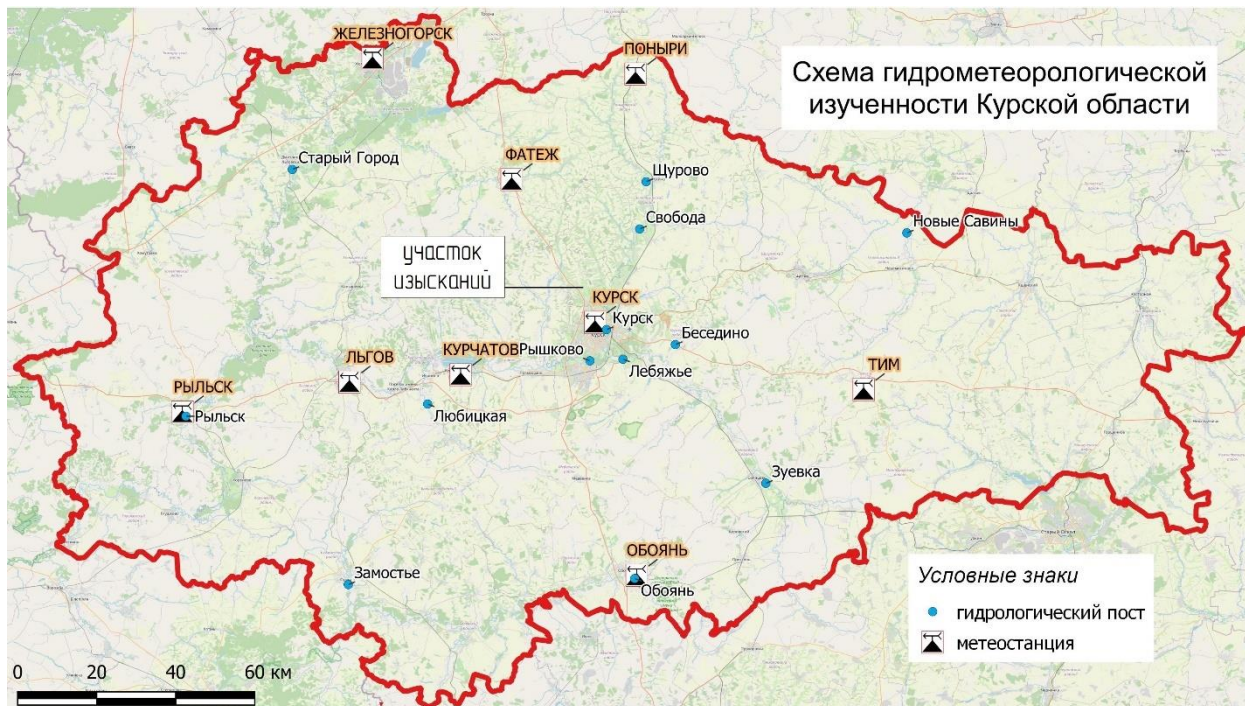 ЖЕЛЕЗНОГОРСК
ПОНЫРИ
Схема гидрометеорологической
изученности Курской области
Старый Город
ФАТЕЖ
Щурово
Свобода
Новые Савины
участок
изысканий
КУРСК
Курск
Беседино
ЛЬГОВ
КУРЧАТОВ
Рышково
Лебяжье
ТИМ
РЫЛЬСК
Рыльск
Любицкая
Зуевка
ОБОЯНЬ
Обоянь
Замостье
Условные знаки
гидрологический пост
метеостанция
0 20 40 60 км